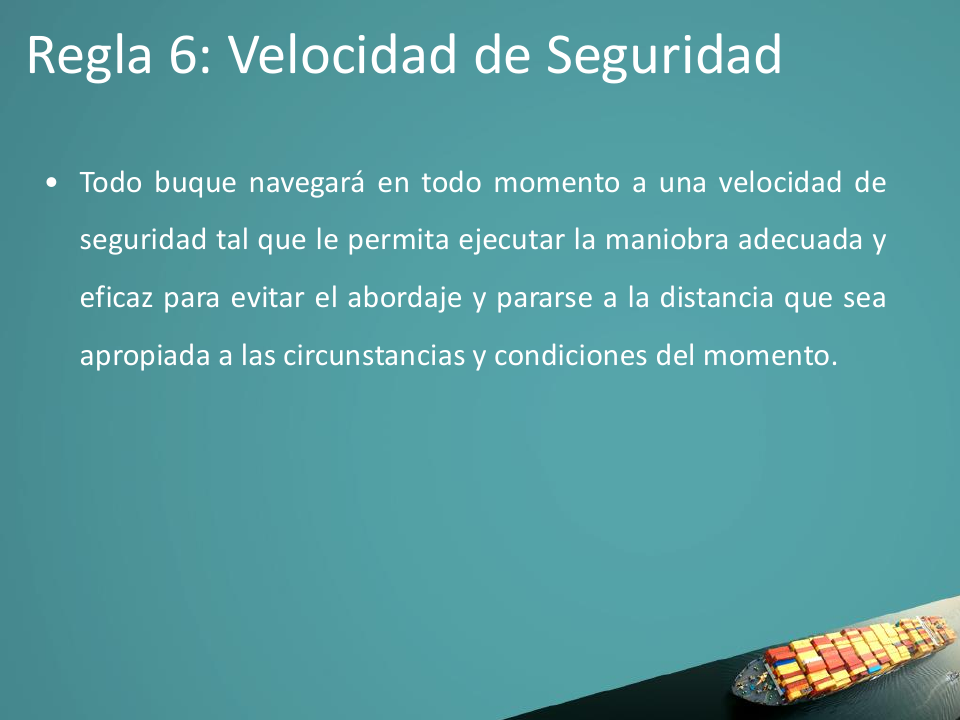 Regla 6: Velocidad de Seguridad
• Todo buque navegará en todo momento a una velocidad de
seguridad tal que le permita ejecutar la maniobra adecuada y
eficaz para evitar el abordaje y pararse a la distancia que sea
apropiada a las circunstancias y condiciones del momento.